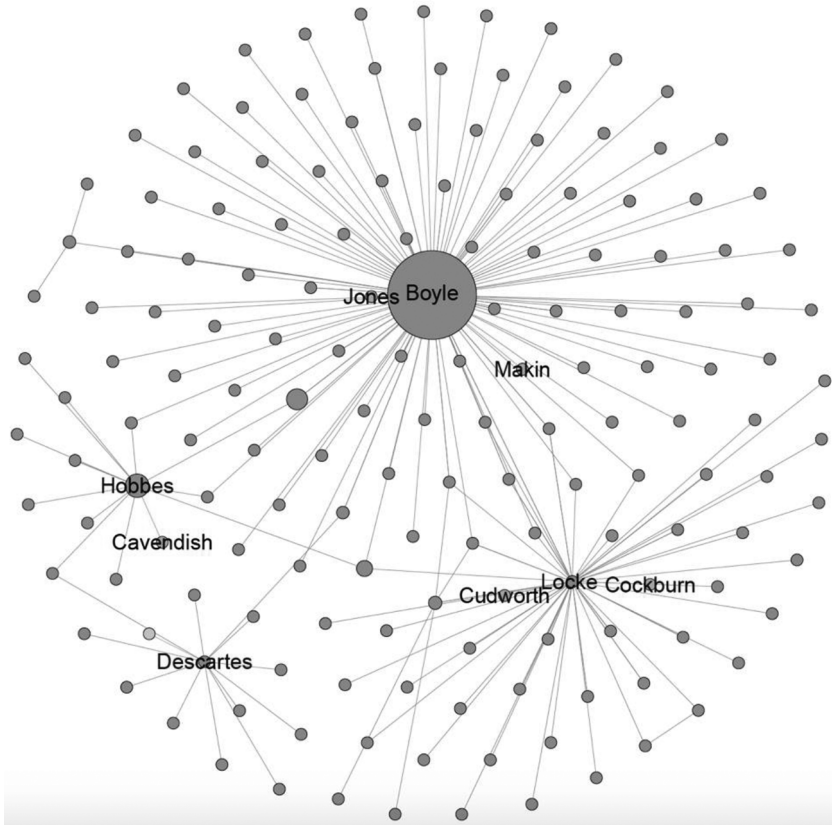 Jones
Boyle
Makin
Hobbes
Cavendish
Locke
Cockburn
Cudworth
Descartes